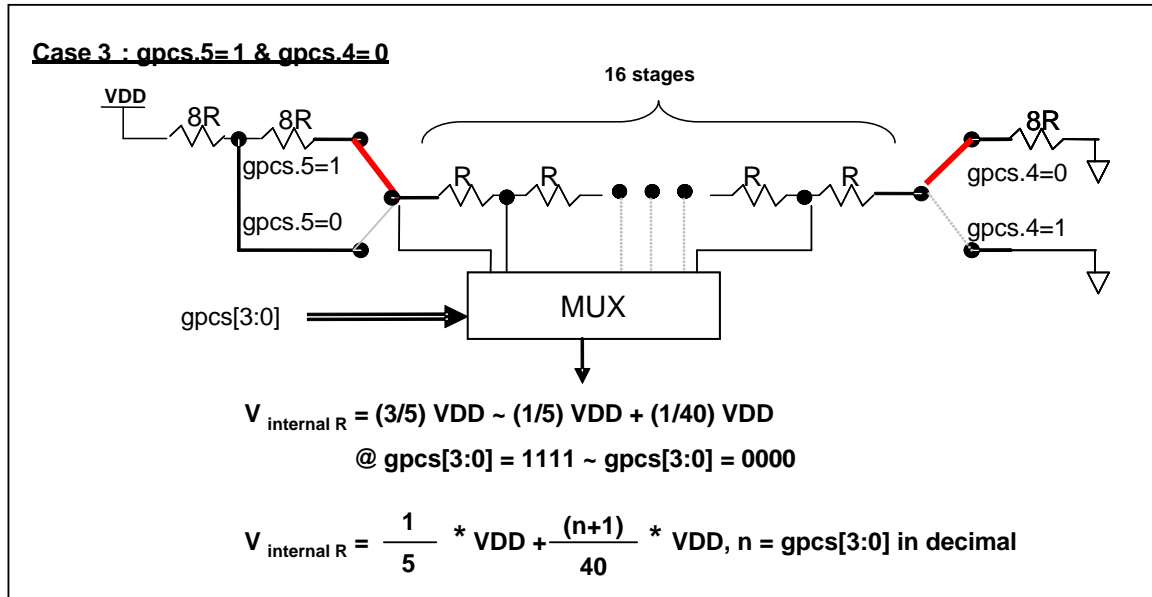 Case 3 : gpcs.5=1 & gpcs.4=0
16 stages
VDD
8R
8R
8R
gpcs.5=1
gpcs.4=0
R
R
R
R
gpcs.5=0
gpcs.4=1
MUX
gpcs[3:0]
V internal R = (3/5) VDD ~ (1/5) VDD + (1/40) VDD
@ gpcs[3:0] = 1111 ~ gpcs[3:0] = 0000
V internal R = 1/5 * VDD + (n+1)/40 * VDD, n = gpcs[3:0] in decimal